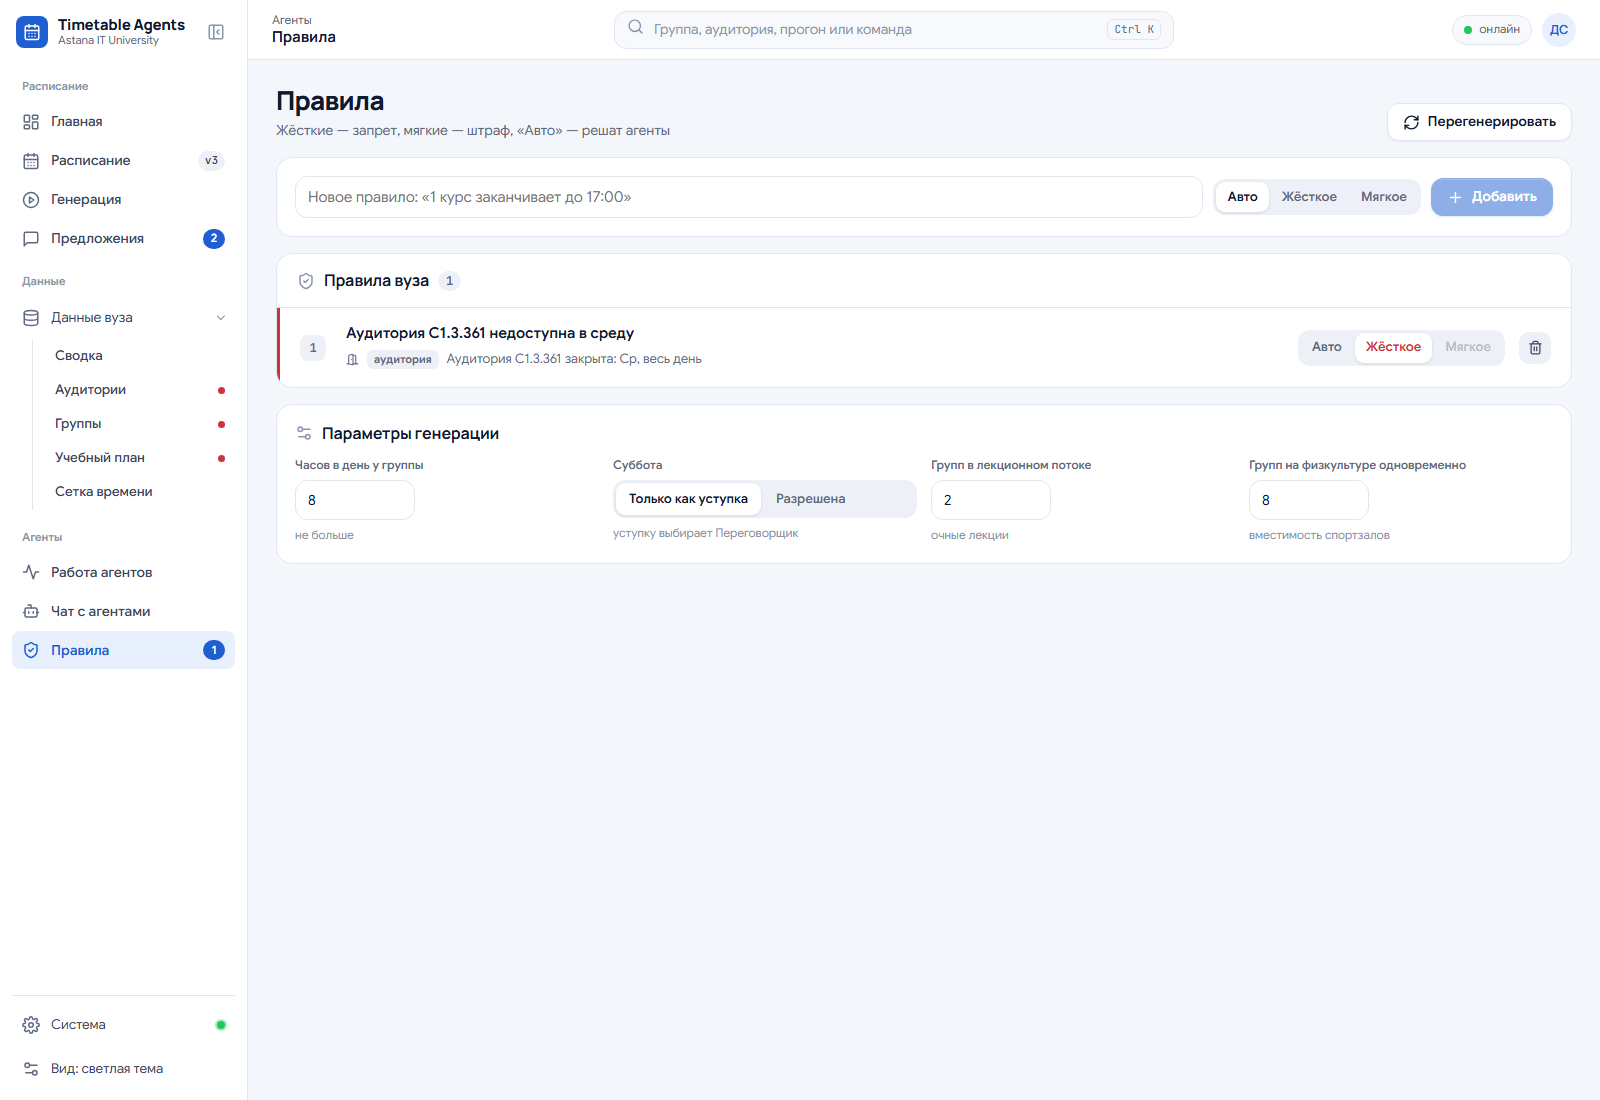 Timetable Agents
Astana IT University
Расписание
Главная
Расписание v3
Генерация
Предложения 2
Данные
Данные вуза
Сводка
Аудитории
Группы
Учебный план
Сетка времени
Агенты
Работа агентов
Чат с агентами
Правила 1
Система
Вид: светлая тема
Агенты
Правила
Группа, аудитория, прогон или команда Ctrl K
онлайн ДС
Правила
Жёсткие — запрет, мягкие — штраф, «Авто» — решат агенты
Перегенерировать
Новое правило: «1 курс заканчивает до 17:00» Авто Жёсткое Мягкое Добавить
Правила вуза 1
1 Аудитория C1.3.361 недоступна в среду
аудитория Аудитория C1.3.361 закрыта: Ср, весь день
Авто Жёсткое Мягкое
Параметры генерации
Часов в день у группы
8
не больше
Суббота
Только как уступка Разрешена
уступку выбирает Переговорщик
Групп в лекционном потоке
2
очные лекции
Групп на физкультуре одновременно
8
вместимость спортзалов